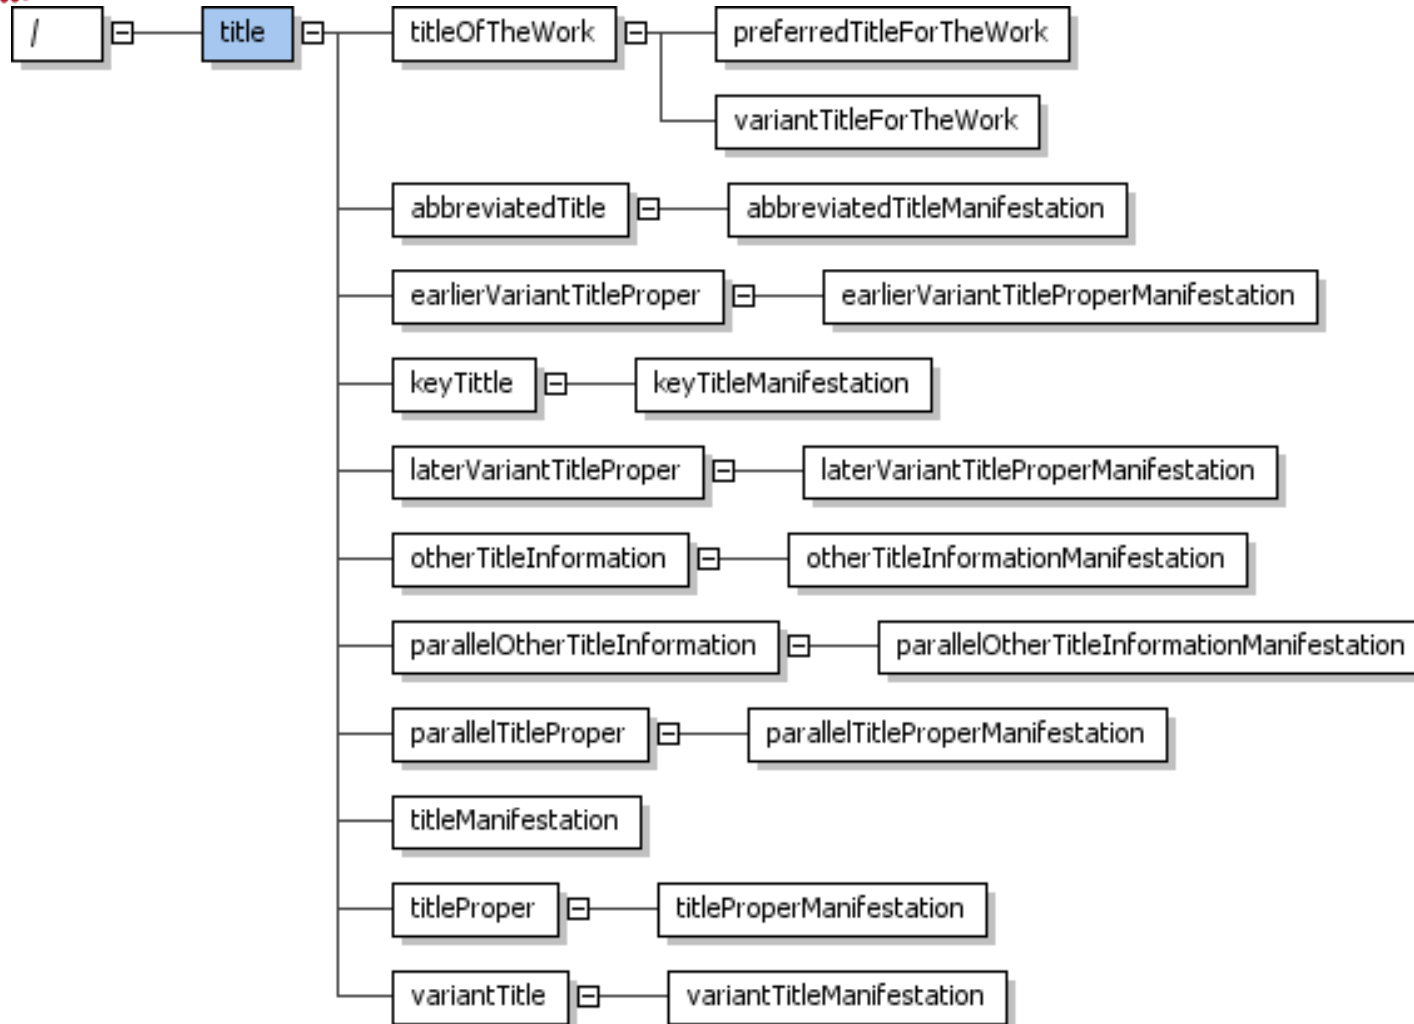 / title titleOfTheWork preferredTitleForTheWork
variantTitleForTheWork
abbreviatedTitle abbreviatedTitleManifestation
earlierVariantTitleProper earlierVariantTitleProperManifestation
keyTittle keyTitleManifestation
laterVariantTitleProper laterVariantTitleProperManifestation
otherTitleInformation otherTitleInformationManifestation
parallelOtherTitleInformation parallelOtherTitleInformationManifestation
parallelTitleProper parallelTitleProperManifestation
titleManifestation
titleProper titleProperManifestation
variantTitle variantTitleManifestation